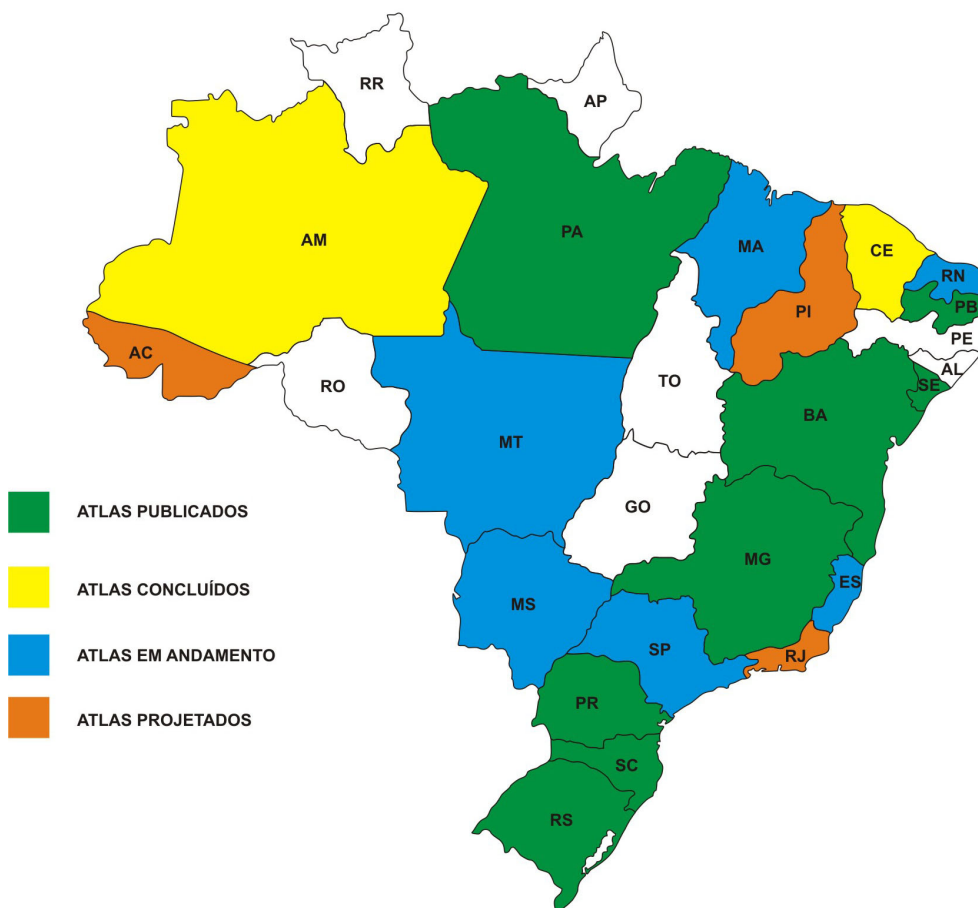 RR
AP
AM
PA
MA
CE
RN
PB
PI
PE
AC
AL
RO
TO
SE
BA
MT
GO
ATLAS PUBLICADOS
MG
ATLAS CONCLUÍDOS
ES
MS
SP
ATLAS EM ANDAMENTO
RJ
PR
ATLAS PROJETADOS
SC
RS